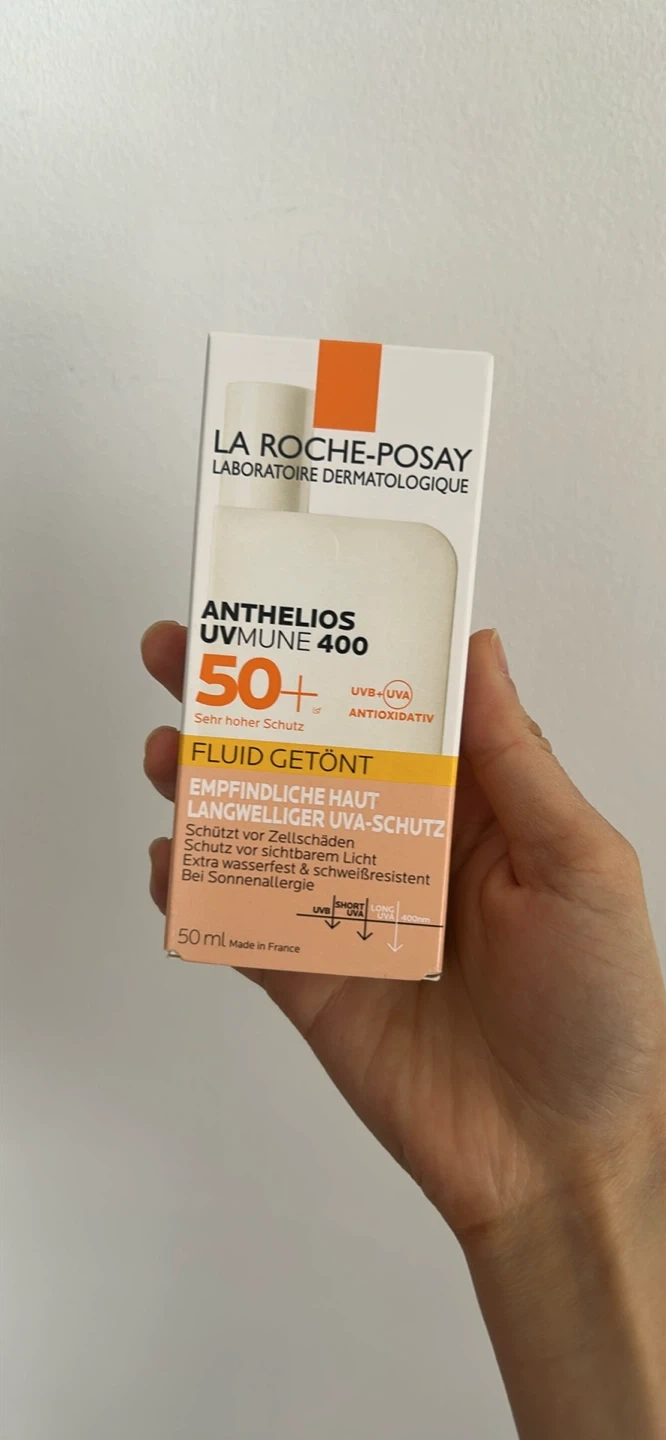 LA ROCHE-POSAY
LABORATOIRE DERMATOLOGIQUE
ANTHELIOS
UVMUNE 400
50+
Sehr hoher Schutz
UVB+UVA
ANTIOXIDATIV
FLUID GETÖNT
EMPFINDLICHE HAUT
LANGWELLIGER UVA-SCHUTZ
Schützt vor Zellschäden
Schutz vor sichtbarem Licht
Extra wasserfest & schweißresistent
Bei Sonnenallergie
UVB
SHORT
UVA
LONG
UVA
400nm
50 ml Made in France